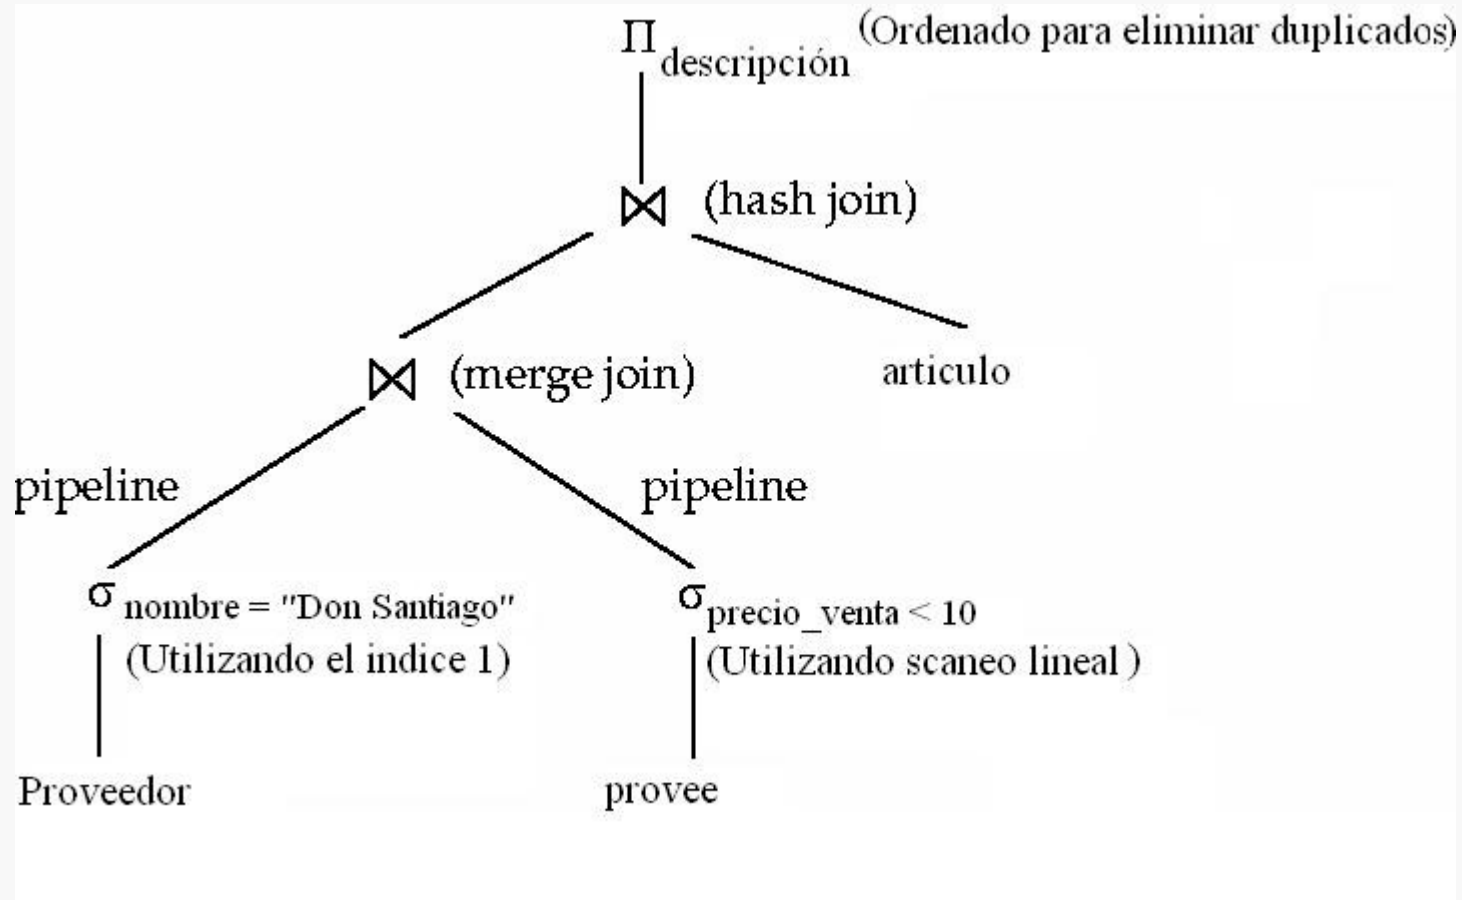 Π descripción (Ordenado para eliminar duplicados)
⋈ (hash join)
⋈ (merge join)
articulo
pipeline
pipeline
σ nombre = "Don Santiago"
(Utilizando el indice 1)
σ precio_venta < 10
(Utilizando scaneo lineal )
Proveedor
provee